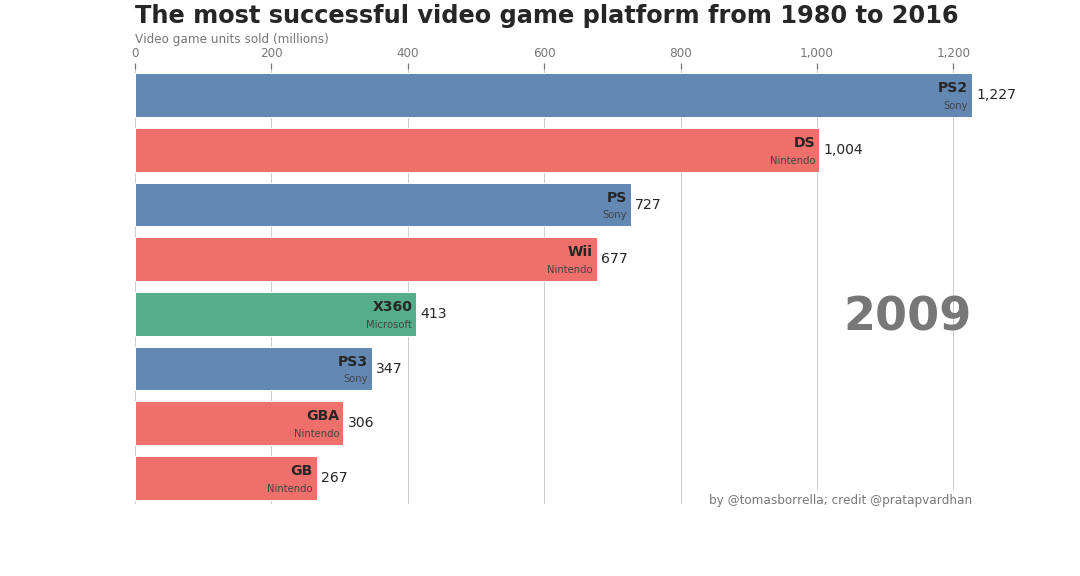 The most successful video game platform from 1980 to 2016
Video game units sold (millions)
0 200 400 600 800 1,000 1,200
PS2
Sony
1,227
DS
Nintendo
1,004
PS
Sony
727
Wii
Nintendo
677
X360
Microsoft
413
2009
PS3
Sony
347
GBA
Nintendo
306
GB
Nintendo
267
by @tomasborrella; credit @pratapvardhan